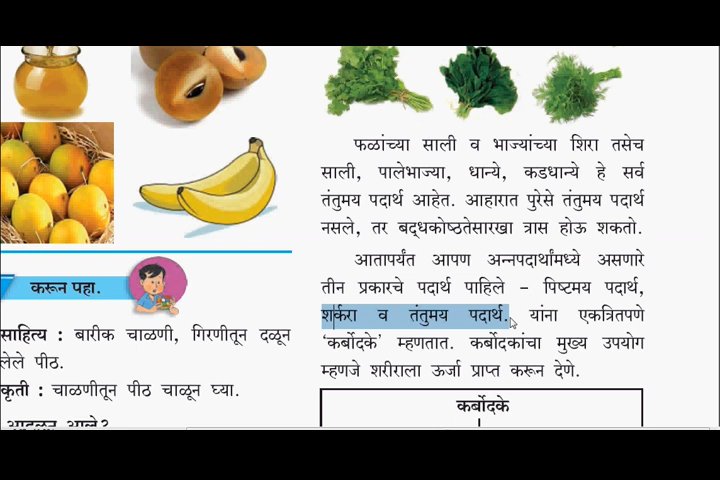 करून पहा.
साहित्य : बारीक चाळणी, गिरणीतून दळून
लेले पीठ.
कृती : चाळणीतून पीठ चाळून घ्या.
आढळून आले?
फळांच्या साली व भाज्यांच्या शिरा तसेच
साली, पालेभाज्या, धान्ये, कडधान्ये हे सर्व
तंतुमय पदार्थ आहेत. आहारात पुरेसे तंतुमय पदार्थ
नसले, तर बद्धकोष्ठतेसारखा त्रास होऊ शकतो.
आतापर्यंत आपण अन्नपदार्थांमध्ये असणारे
तीन प्रकारचे पदार्थ पाहिले - पिष्टमय पदार्थ,
शर्करा व तंतुमय पदार्थ. यांना एकत्रितपणे
‘कर्बोदके’ म्हणतात. कर्बोदकांचा मुख्य उपयोग
म्हणजे शरीराला ऊर्जा प्राप्त करून देणे.
कर्बोदके